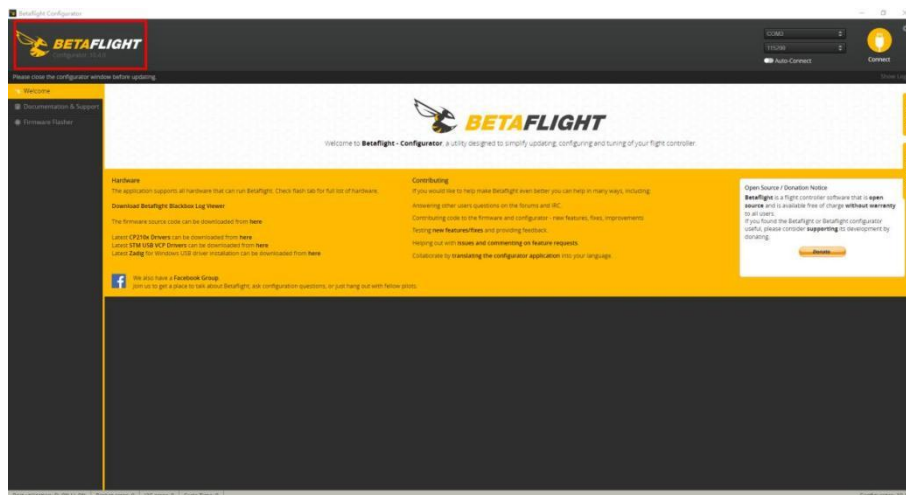 Betaflight Configurator
BETAFLIGHT
COM3
115200
Auto-Connect
Connect
Please close the configurator window before updating.
Show Log
Welcome
Documentation & Support
Firmware Flasher
BETAFLIGHT
Welcome to Betaflight - Configurator, a utility designed to simplify updating, configuring and tuning of your flight controller.
Hardware
The application supports all hardware that can run Betaflight. Check flash tab for full list of hardware.
Download Betaflight Blackbox Log Viewer
The firmware source code can be downloaded from here
Latest CP210x Drivers can be downloaded from here
Latest STM USB VCP Drivers can be downloaded from here
Latest Zadig for Windows USB driver installation can be downloaded from here
Contributing
If you would like to help make Betaflight even better you can help in many ways, including:
Answering other users questions on the forums and IRC.
Contributing code to the firmware and configurator - new features, fixes, improvements
Testing new features/fixes and providing feedback.
Helping out with issues and commenting on feature requests.
Collaborate by translating the configurator application into your language.
Open Source / Donation Notice
Betaflight is a flight controller software that is open
source and is available free of charge without warranty
to all users.
If you found the Betaflight or Betaflight configurator
useful, please consider supporting its development by
donating.
Donate
We also have a Facebook Group.
Join us to get a place to talk about Betaflight, ask configuration questions, or just hang out with fellow pilots.